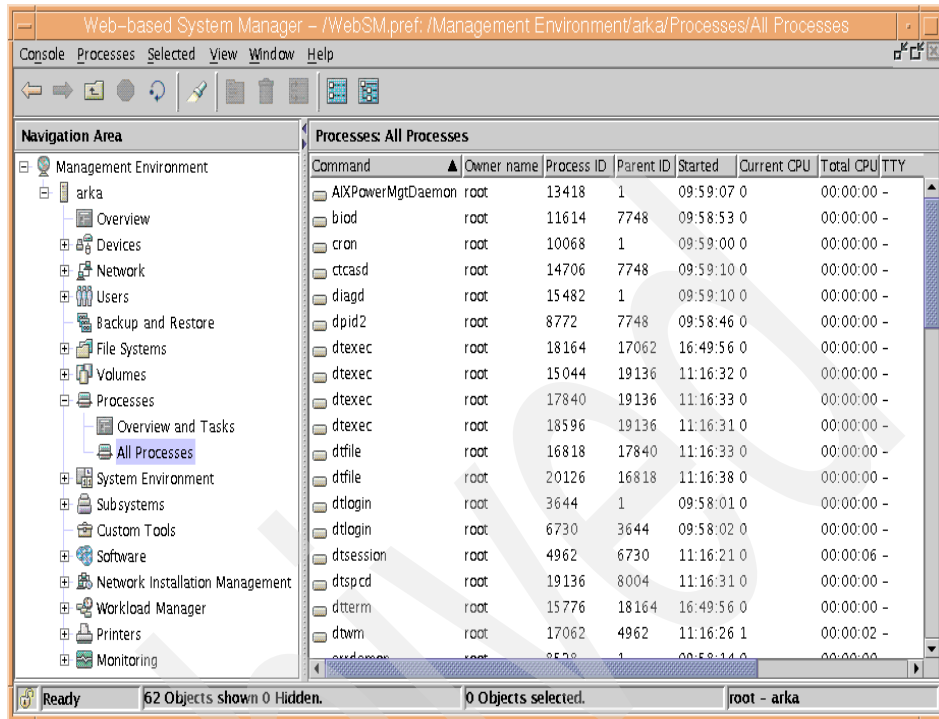 Web-based System Manager - /WebSM.pref: /Management Environment/arka/Processes/All Processes
Console Processes Selected View Window Help
Navigation Area
Management Environment
arka
Overview
Devices
Network
Users
Backup and Restore
File Systems
Volumes
Processes
Overview and Tasks
All Processes
System Environment
Subsystems
Custom Tools
Software
Network Installation Management
Workload Manager
Printers
Monitoring
Processes: All Processes
Command Owner name Process ID Parent ID Started Current CPU Total CPU TTY
AIXPowerMgtDaemon root 13418 1 09:59:07 0 00:00:00 -
biod root 11614 7748 09:58:53 0 00:00:00 -
cron root 10068 1 09:59:00 0 00:00:00 -
ctcasd root 14706 7748 09:59:10 0 00:00:00 -
diagd root 15482 1 09:59:10 0 00:00:00 -
dpid2 root 8772 7748 09:58:46 0 00:00:00 -
dtexec root 18164 17062 16:49:56 0 00:00:00 -
dtexec root 15044 19136 11:16:32 0 00:00:00 -
dtexec root 17840 19136 11:16:33 0 00:00:00 -
dtexec root 18596 19136 11:16:31 0 00:00:00 -
dtfile root 16818 17840 11:16:33 0 00:00:00 -
dtfile root 20126 16818 11:16:38 0 00:00:00 -
dtlogin root 3644 1 09:58:01 0 00:00:00 -
dtlogin root 6730 3644 09:58:02 0 00:00:00 -
dtsession root 4962 6730 11:16:21 0 00:00:06 -
dtspcd root 19136 8004 11:16:31 0 00:00:00 -
dtterm root 15776 18164 16:49:56 0 00:00:00 -
dtwm root 17062 4962 11:16:26 1 00:00:02 -
Ready 62 Objects shown 0 Hidden. 0 Objects selected. root - arka